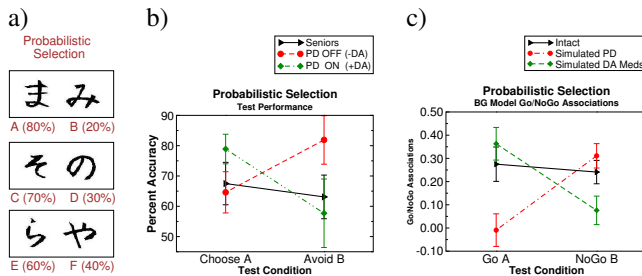 a)
Probabilistic
Selection
ま み
A (80%) B (20%)
そ の
C (70%) D (30%)
ら や
E (60%) F (40%)
b)
Seniors
PD OFF (-DA)
PD ON (+DA)
Probabilistic Selection
Test Performance
Percent Accuracy
90
80
70
60
50
Choose A Avoid B
Test Condition
c)
Intact
Simulated PD
Simulated DA Meds
Probabilistic Selection
BG Model Go/NoGo Associations
Go/NoGo Associations
0.50
0.40
0.30
0.20
0.10
0.00
-0.10
Go A NoGo B
Test Condition